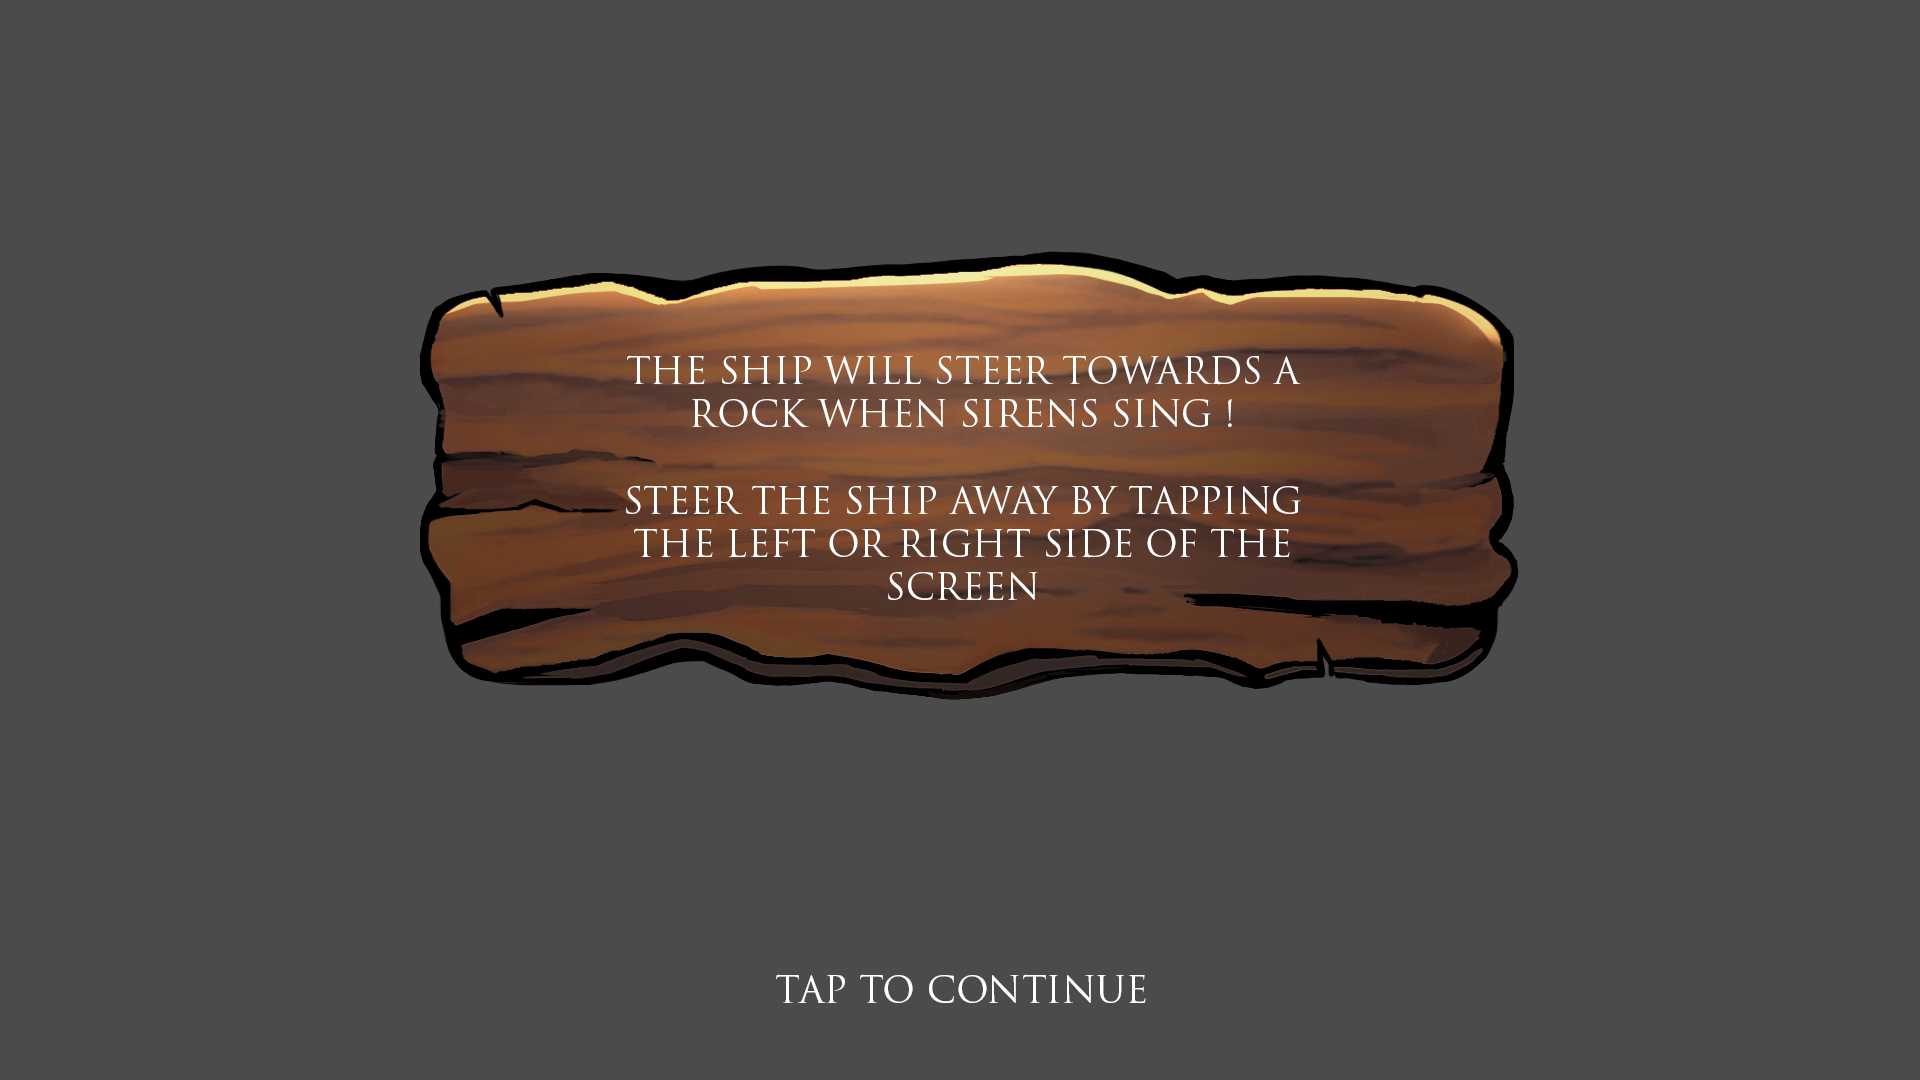 THE SHIP WILL STEER TOWARDS A
ROCK WHEN SIRENS SING !
STEER THE SHIP AWAY BY TAPPING
THE LEFT OR RIGHT SIDE OF THE
SCREEN
TAP TO CONTINUE